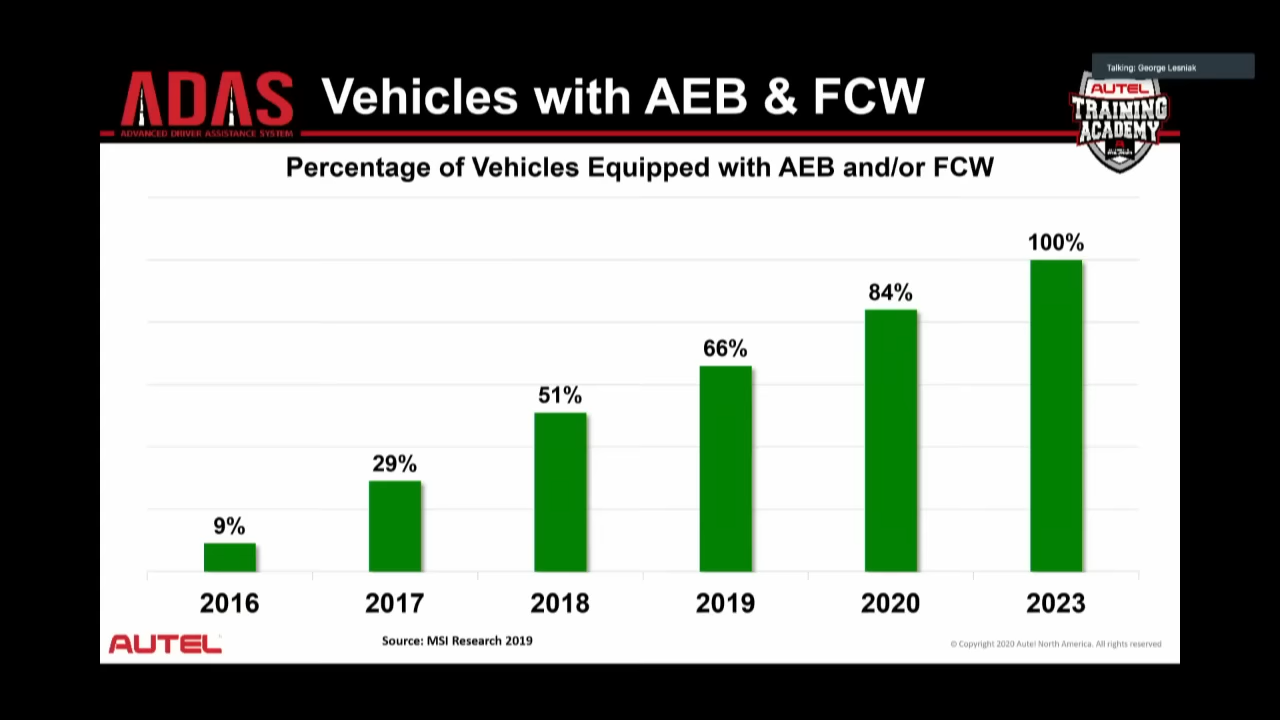 Talking: George Lesniak
ADAS
ADVANCED DRIVER ASSISTANCE SYSTEM
Vehicles with AEB & FCW
AUTEL
TRAINING
ACADEMY
Percentage of Vehicles Equipped with AEB and/or FCW
9%
29%
51%
66%
84%
100%
2016
2017
2018
2019
2020
2023
AUTEL
Source: MSI Research 2019
© Copyright 2020 Autel North America. All rights reserved